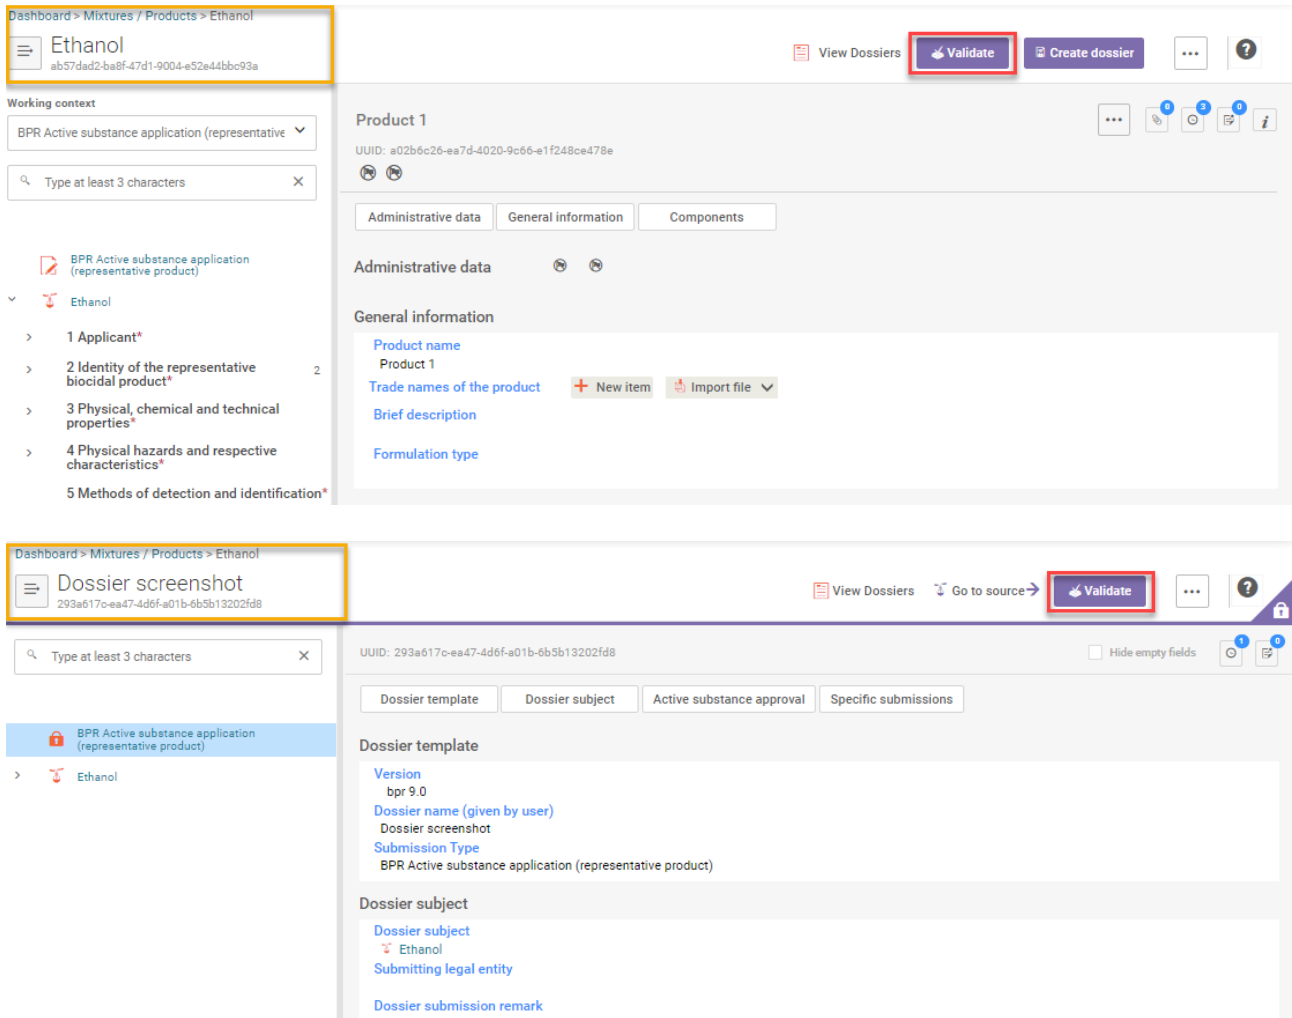 Dashboard > Mixtures / Products > Ethanol
Ethanol
ab57dad2-ba8f-47d1-9004-e52e44bbc93a
View Dossiers
Validate
Create dossier
Working context
BPR Active substance application (representative
Type at least 3 characters
BPR Active substance application
(representative product)
Ethanol
1 Applicant*
2 Identity of the representative
biocidal product*
2
3 Physical, chemical and technical
properties*
4 Physical hazards and respective
characteristics*
5 Methods of detection and identification*
Product 1
0
3
0
UUID: a02b6c26-ea7d-4020-9c66-e1f248ce478e
Administrative data
General information
Components
Administrative data
General information
Product name
Product 1
Trade names of the product
New item
Import file
Brief description
Formulation type
Dashboard > Mixtures / Products > Ethanol
Dossier screenshot
293a617c-ea47-4d6f-a01b-6b5b13202fd8
View Dossiers
Go to source
Validate
Type at least 3 characters
BPR Active substance application
(representative product)
Ethanol
UUID: 293a617c-ea47-4d6f-a01b-6b5b13202fd8
Hide empty fields
1
0
Dossier template
Dossier subject
Active substance approval
Specific submissions
Dossier template
Version
bpr 9.0
Dossier name (given by user)
Dossier screenshot
Submission Type
BPR Active substance application (representative product)
Dossier subject
Dossier subject
Ethanol
Submitting legal entity
Dossier submission remark